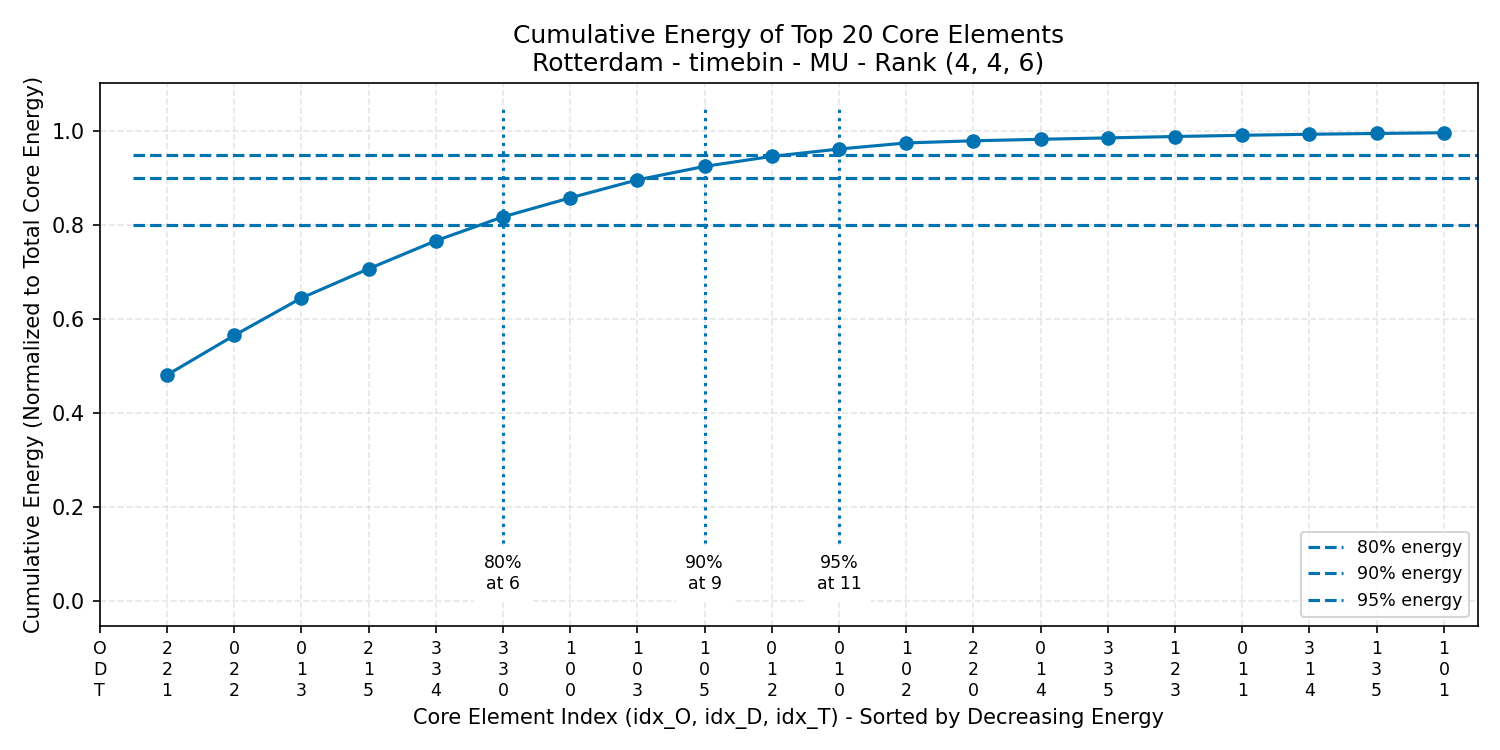 Cumulative Energy of Top 20 Core Elements
Rotterdam - timebin - MU - Rank (4, 4, 6)
Cumulative Energy (Normalized to Total Core Energy)
1.0
0.8
0.6
0.4
0.2
0.0
80%
at 6
90%
at 9
95%
at 11
80% energy
90% energy
95% energy
O 2 0 0 2 3 3 1 1 1 0 0 1 2 0 3 1 0 3 1 1
D 2 2 1 1 3 3 0 0 0 1 1 0 2 1 3 2 1 1 3 0
T 1 2 3 5 4 0 0 3 5 2 0 2 0 4 5 3 1 4 5 1
Core Element Index (idx_O, idx_D, idx_T) - Sorted by Decreasing Energy